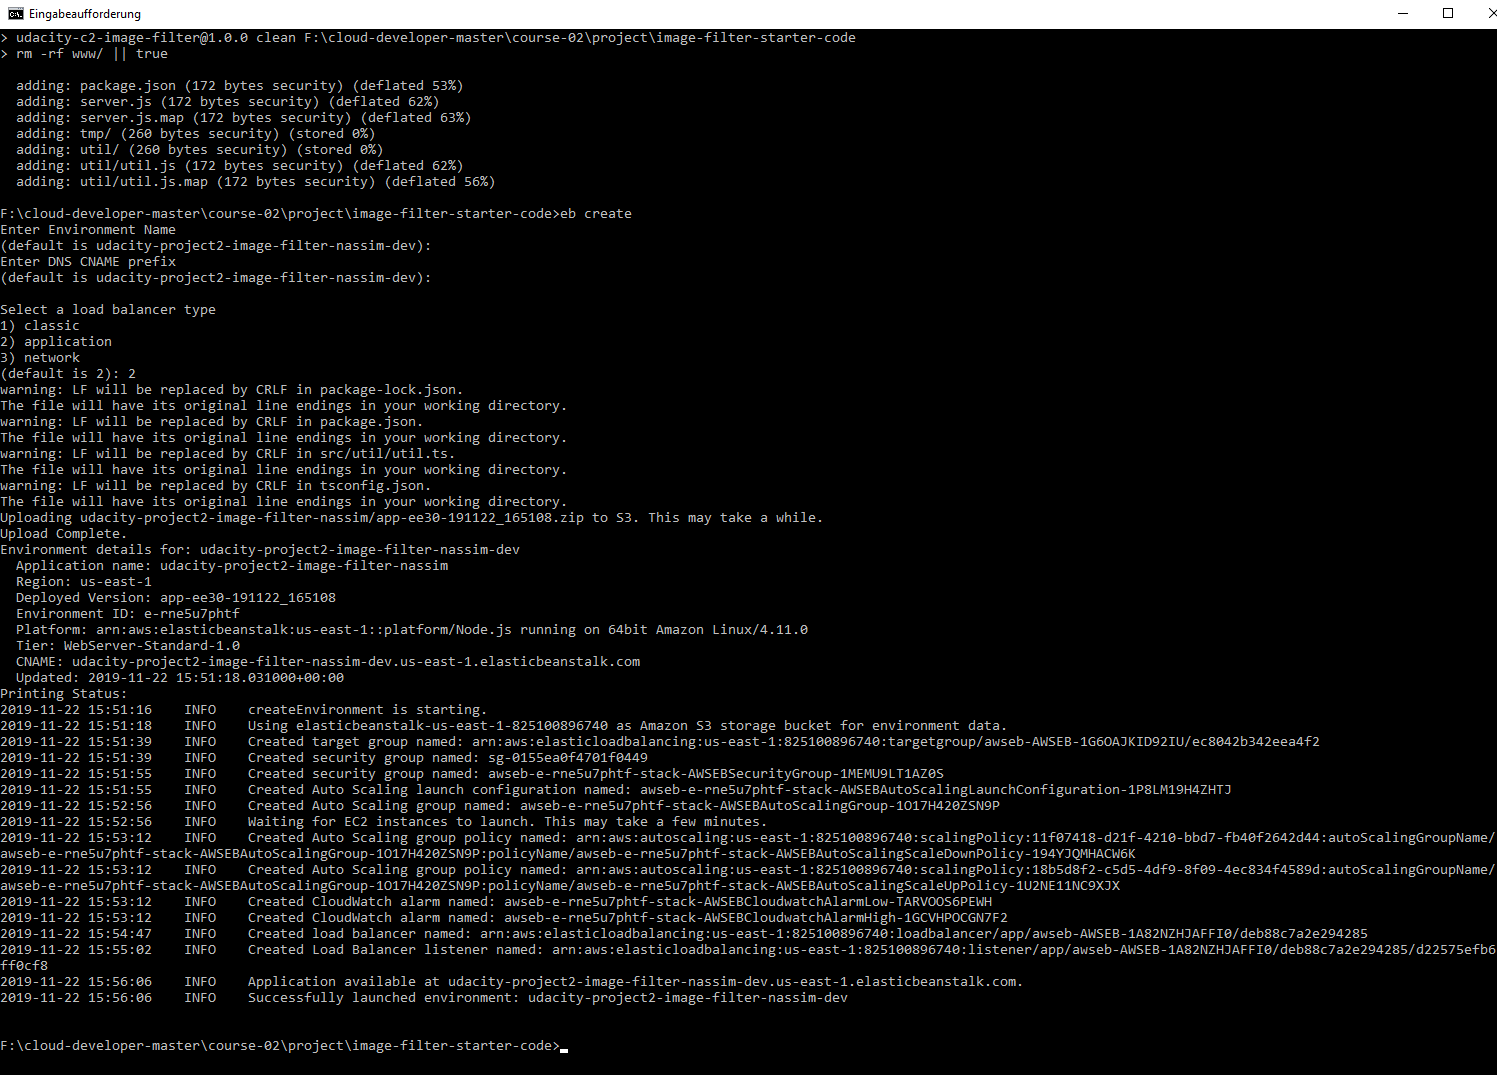 Eingabeaufforderung
> udacity-c2-image-filter@1.0.0 clean F:\cloud-developer-master\course-02\project\image-filter-starter-code
> rm -rf www/ || true
adding: package.json (172 bytes security) (deflated 53%)
adding: server.js (172 bytes security) (deflated 62%)
adding: server.js.map (172 bytes security) (deflated 63%)
adding: tmp/ (260 bytes security) (stored 0%)
adding: util/ (260 bytes security) (stored 0%)
adding: util/util.js (172 bytes security) (deflated 62%)
adding: util/util.js.map (172 bytes security) (deflated 56%)
F:\cloud-developer-master\course-02\project\image-filter-starter-code>eb create
Enter Environment Name
(default is udacity-project2-image-filter-nassim-dev):
Enter DNS CNAME prefix
(default is udacity-project2-image-filter-nassim-dev):
Select a load balancer type
1) classic
2) application
3) network
(default is 2): 2
warning: LF will be replaced by CRLF in package-lock.json.
The file will have its original line endings in your working directory.
warning: LF will be replaced by CRLF in package.json.
The file will have its original line endings in your working directory.
warning: LF will be replaced by CRLF in src/util/util.ts.
The file will have its original line endings in your working directory.
warning: LF will be replaced by CRLF in tsconfig.json.
The file will have its original line endings in your working directory.
Uploading udacity-project2-image-filter-nassim/app-ee30-191122_165108.zip to S3. This may take a while.
Upload Complete.
Environment details for: udacity-project2-image-filter-nassim-dev
Application name: udacity-project2-image-filter-nassim
Region: us-east-1
Deployed Version: app-ee30-191122_165108
Environment ID: e-rne5u7phtf
Platform: arn:aws:elasticbeanstalk:us-east-1::platform/Node.js running on 64bit Amazon Linux/4.11.0
Tier: WebServer-Standard-1.0
CNAME: udacity-project2-image-filter-nassim-dev.us-east-1.elasticbeanstalk.com
Updated: 2019-11-22 15:51:18.031000+00:00
Printing Status:
2019-11-22 15:51:16    INFO    createEnvironment is starting.
2019-11-22 15:51:18    INFO    Using elasticbeanstalk-us-east-1-825100896740 as Amazon S3 storage bucket for environment data.
2019-11-22 15:51:39    INFO    Created target group named: arn:aws:elasticloadbalancing:us-east-1:825100896740:targetgroup/awseb-AWSEB-1G6OAJKID92IU/ec8042b342eea4f2
2019-11-22 15:51:39    INFO    Created security group named: sg-0155ea0f4701f0449
2019-11-22 15:51:55    INFO    Created security group named: awseb-e-rne5u7phtf-stack-AWSEBSecurityGroup-1MEMU9LT1AZ0S
2019-11-22 15:51:55    INFO    Created Auto Scaling launch configuration named: awseb-e-rne5u7phtf-stack-AWSEBAutoScalingLaunchConfiguration-1P8LM19H4ZHTJ
2019-11-22 15:52:56    INFO    Created Auto Scaling group named: awseb-e-rne5u7phtf-stack-AWSEBAutoScalingGroup-1O17H420ZSN9P
2019-11-22 15:52:56    INFO    Waiting for EC2 instances to launch. This may take a few minutes.
2019-11-22 15:53:12    INFO    Created Auto Scaling group policy named: arn:aws:autoscaling:us-east-1:825100896740:scalingPolicy:11f07418-d21f-4210-bbd7-fb40f2642d44:autoScalingGroupName/
awseb-e-rne5u7phtf-stack-AWSEBAutoScalingGroup-1O17H420ZSN9P:policyName/awseb-e-rne5u7phtf-stack-AWSEBAutoScalingScaleDownPolicy-194YJQMHACW6K
2019-11-22 15:53:12    INFO    Created Auto Scaling group policy named: arn:aws:autoscaling:us-east-1:825100896740:scalingPolicy:18b5d8f2-c5d5-4df9-8f09-4ec834f4589d:autoScalingGroupName/
awseb-e-rne5u7phtf-stack-AWSEBAutoScalingGroup-1O17H420ZSN9P:policyName/awseb-e-rne5u7phtf-stack-AWSEBAutoScalingScaleUpPolicy-1U2NE11NC9XJX
2019-11-22 15:53:12    INFO    Created CloudWatch alarm named: awseb-e-rne5u7phtf-stack-AWSEBCloudwatchAlarmLow-TARVOOS6PEWH
2019-11-22 15:53:12    INFO    Created CloudWatch alarm named: awseb-e-rne5u7phtf-stack-AWSEBCloudwatchAlarmHigh-1GCVHPOCGN7F2
2019-11-22 15:54:47    INFO    Created load balancer named: arn:aws:elasticloadbalancing:us-east-1:825100896740:loadbalancer/app/awseb-AWSEB-1A82NZHJAFFI0/deb88c7a2e294285
2019-11-22 15:55:02    INFO    Created Load Balancer listener named: arn:aws:elasticloadbalancing:us-east-1:825100896740:listener/app/awseb-AWSEB-1A82NZHJAFFI0/deb88c7a2e294285/d22575efb6
ff0cf8
2019-11-22 15:56:06    INFO    Application available at udacity-project2-image-filter-nassim-dev.us-east-1.elasticbeanstalk.com.
2019-11-22 15:56:06    INFO    Successfully launched environment: udacity-project2-image-filter-nassim-dev
F:\cloud-developer-master\course-02\project\image-filter-starter-code>